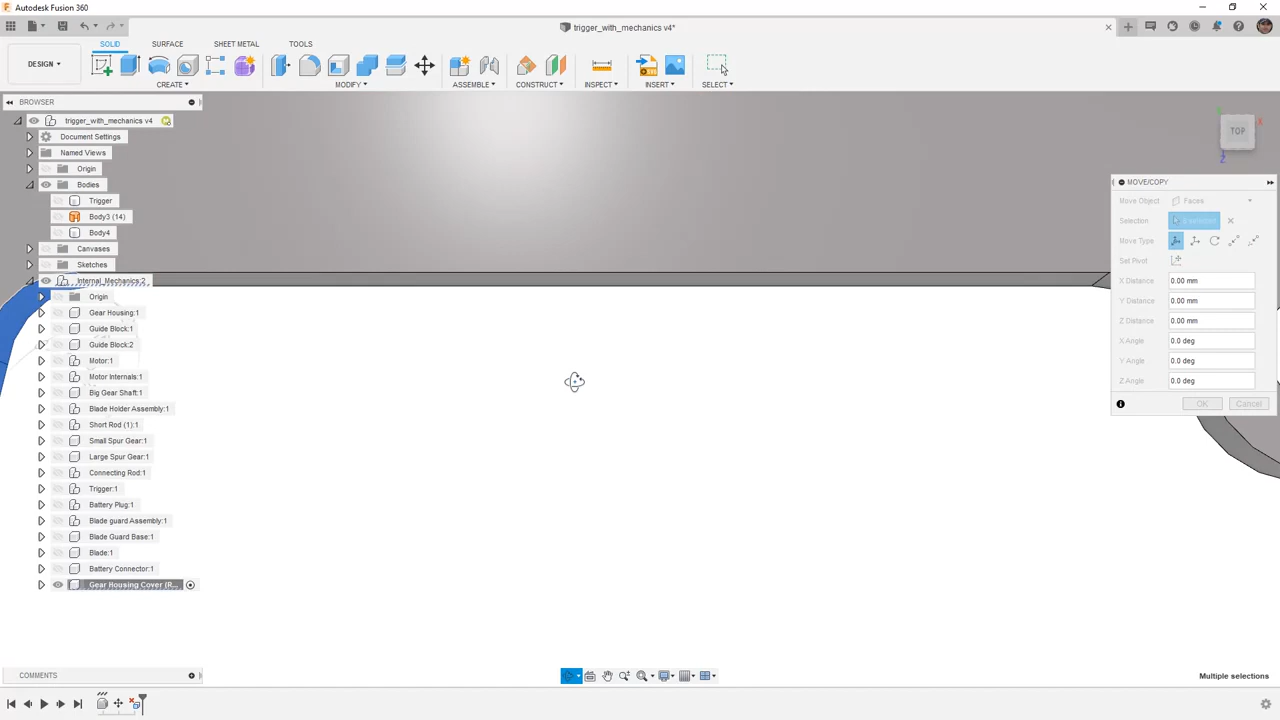 Autodesk Fusion 360
trigger_with_mechanics v4*
SOLID SURFACE SHEET METAL TOOLS
DESIGN
CREATE MODIFY ASSEMBLE CONSTRUCT INSPECT INSERT SELECT
BROWSER
trigger_with_mechanics v4
Document Settings
Named Views
Origin
Bodies
Trigger
Body3 (14)
Body4
Canvases
Sketches
Internal_Mechanics:2
Origin
Gear Housing:1
Guide Block:1
Guide Block:2
Motor:1
Motor Internals:1
Big Gear Shaft:1
Blade Holder Assembly:1
Short Rod (1):1
Small Spur Gear:1
Large Spur Gear:1
Connecting Rod:1
Trigger:1
Battery Plug:1
Blade guard Assembly:1
Blade Guard Base:1
Blade:1
Battery Connector:1
Gear Housing Cover (R...
TOP
X
Z
MOVE/COPY
Move Object Faces
Selection
Move Type
Set Pivot
X Distance 0.00 mm
Y Distance 0.00 mm
Z Distance 0.00 mm
X Angle 0.0 deg
Y Angle 0.0 deg
Z Angle 0.0 deg
OK Cancel
COMMENTS
Multiple selections